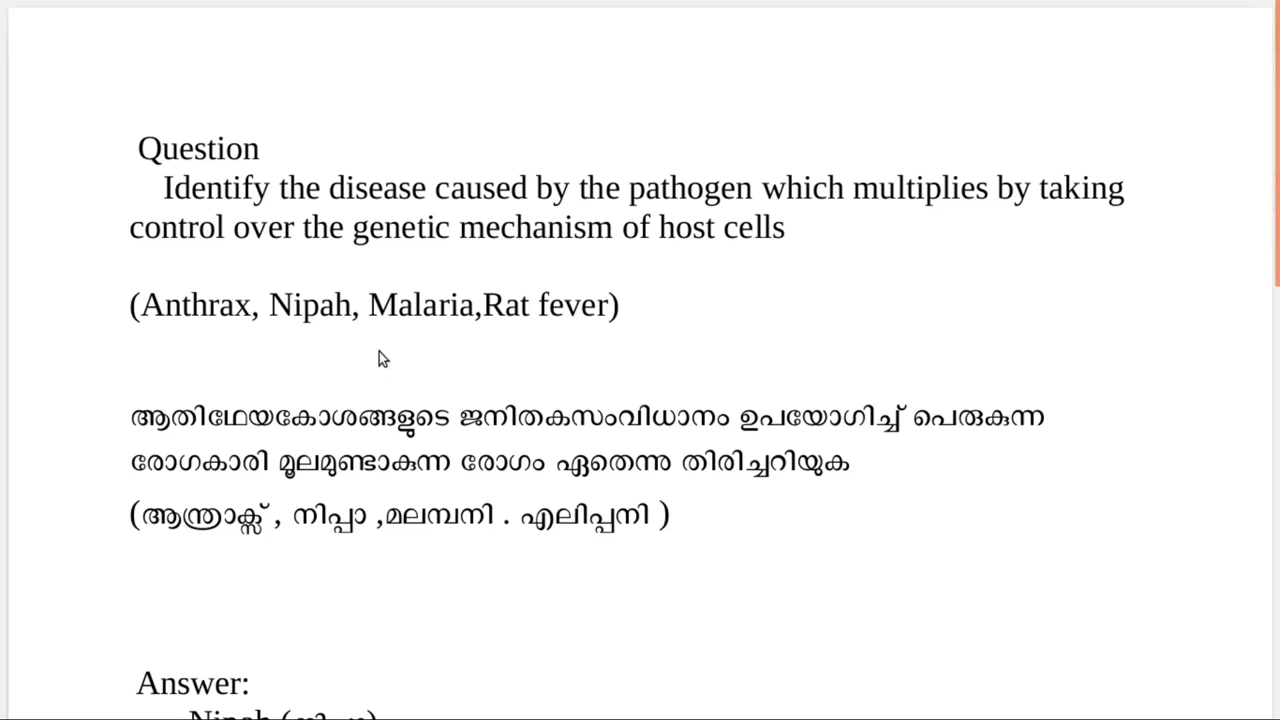 Question
Identify the disease caused by the pathogen which multiplies by taking
control over the genetic mechanism of host cells
(Anthrax, Nipah, Malaria,Rat fever)
ആതിഥേയകോശങ്ങളുടെ ജനിതകസംവിധാനം ഉപയോഗിച്ച് പെരുകുന്ന
രോഗകാരി മൂലമുണ്ടാകുന്ന രോഗം ഏതെന്നു തിരിച്ചറിയുക
(ആന്ത്രാക്സ് , നിപ്പാ ,മലമ്പനി . എലിപ്പനി )
Answer:
Nipah